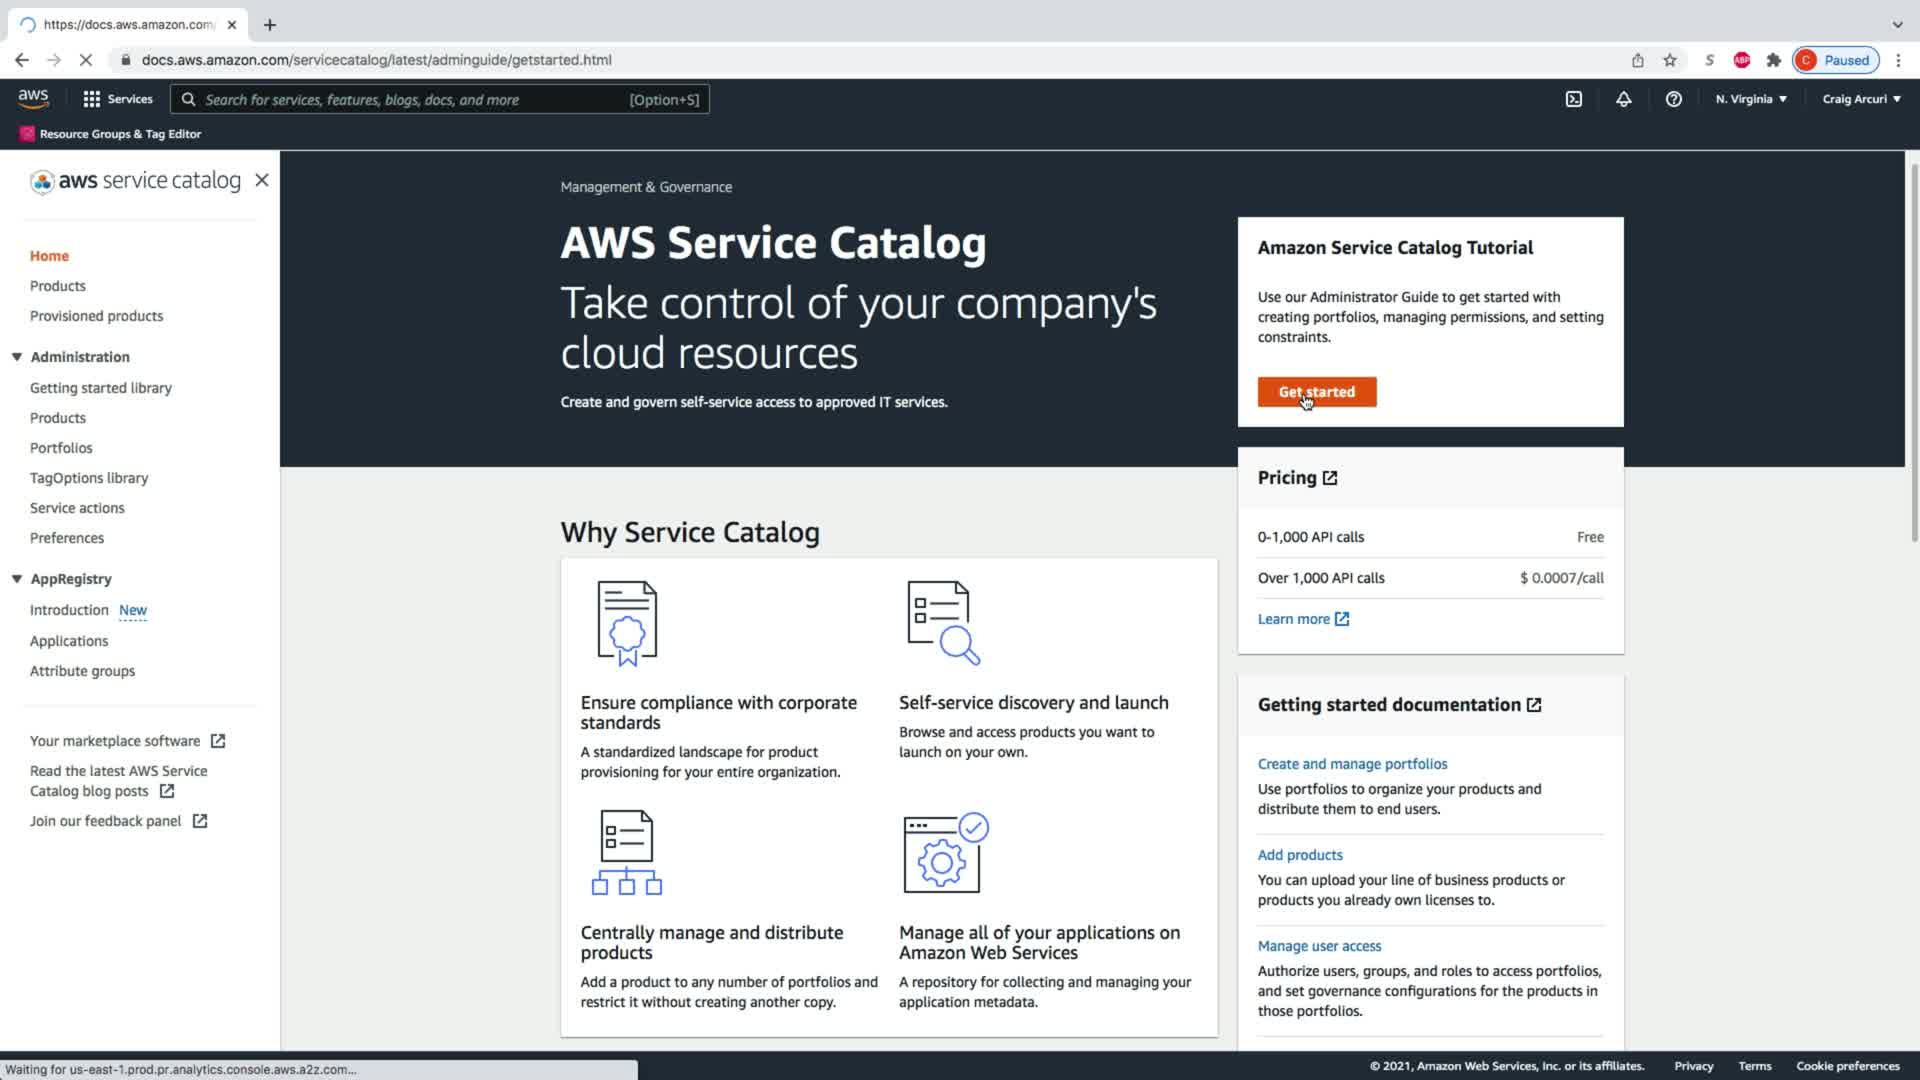 https://docs.aws.amazon.com/
docs.aws.amazon.com/servicecatalog/latest/adminguide/getstarted.html
S
ABP
C
Paused
aws
Services
Search for services, features, blogs, docs, and more
[Option+S]
N. Virginia
Craig Arcuri
Resource Groups & Tag Editor
aws service catalog
Home
Products
Provisioned products
Administration
Getting started library
Products
Portfolios
TagOptions library
Service actions
Preferences
AppRegistry
Introduction New
Applications
Attribute groups
Your marketplace software
Read the latest AWS Service
Catalog blog posts
Join our feedback panel
Management & Governance
AWS Service Catalog
Take control of your company's
cloud resources
Create and govern self-service access to approved IT services.
Amazon Service Catalog Tutorial
Use our Administrator Guide to get started with
creating portfolios, managing permissions, and setting
constraints.
Get started
Pricing
0-1,000 API calls Free
Over 1,000 API calls $ 0.0007/call
Learn more
Why Service Catalog
Ensure compliance with corporate
standards
A standardized landscape for product
provisioning for your entire organization.
Self-service discovery and launch
Browse and access products you want to
launch on your own.
Centrally manage and distribute
products
Add a product to any number of portfolios and
restrict it without creating another copy.
Manage all of your applications on
Amazon Web Services
A repository for collecting and managing your
application metadata.
Getting started documentation
Create and manage portfolios
Use portfolios to organize your products and
distribute them to end users.
Add products
You can upload your line of business products or
products you already own licenses to.
Manage user access
Authorize users, groups, and roles to access portfolios,
and set governance configurations for the products in
those portfolios.
Waiting for us-east-1.prod.pr.analytics.console.aws.a2z.com...
© 2021, Amazon Web Services, Inc. or its affiliates.
Privacy
Terms
Cookie preferences